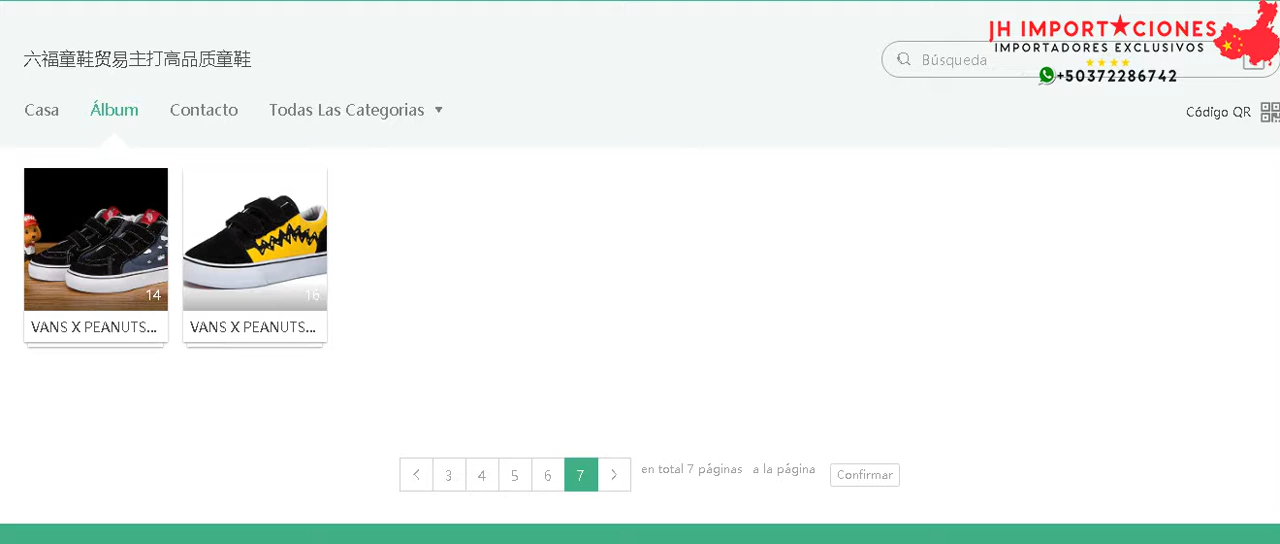 JH IMPORT★CIONES
IMPORTADORES EXCLUSIVOS
+50372286742
六福童鞋贸易主打高品质童鞋
Búsqueda
Casa
Álbum
Contacto
Todas Las Categorias
Código QR
14
16
VANS X PEANUTS...
VANS X PEANUTS...
3 4 5 6 7 en total 7 páginas a la página Confirmar